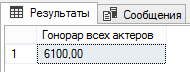 Результаты Сообщения
Гонорар всех актеров
1 6100,00